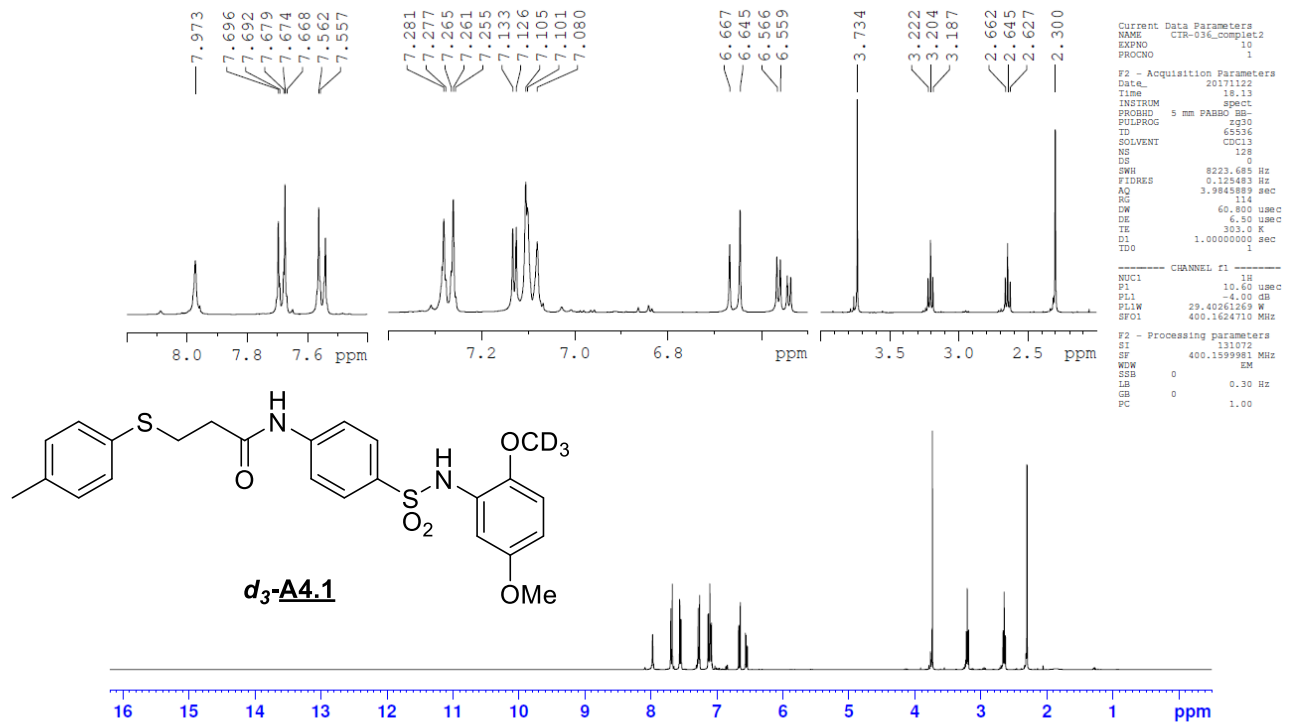 7.973
7.696
7.692
7.679
7.674
7.668
7.562
7.557
7.281
7.277
7.265
7.261
7.255
7.133
7.126
7.105
7.101
7.080
6.667
6.645
6.566
6.559
3.734
3.222
3.204
3.187
2.662
2.645
2.627
2.300
8.0 7.8 7.6 ppm
7.2 7.0 6.8 ppm
3.5 3.0 2.5 ppm
Current Data Parameters
NAME CTR-036_complet2
EXPNO 10
PROCNO 1
F2 - Acquisition Parameters
Date_ 20171122
Time 18.13
INSTRUM spect
PROBHD 5 mm PABBO BB-
PULPROG zg30
TD 65536
SOLVENT CDCl3
NS 128
DS 0
SWH 8223.685 Hz
FIDRES 0.125483 Hz
AQ 3.9845889 sec
RG 114
DW 60.800 usec
DE 6.50 usec
TE 303.0 K
D1 1.00000000 sec
TD0 1
======== CHANNEL f1 ========
NUC1 1H
P1 10.60 usec
PL1 -4.00 dB
PL1W 29.40261269 W
SFO1 400.1624710 MHz
F2 - Processing parameters
SI 131072
SF 400.1599981 MHz
WDW EM
SSB 0
LB 0.30 Hz
GB 0
PC 1.00
S
H
N
O
S
O2
H
N
OCD3
OMe
d3-A4.1
16 15 14 13 12 11 10 9 8 7 6 5 4 3 2 1 ppm